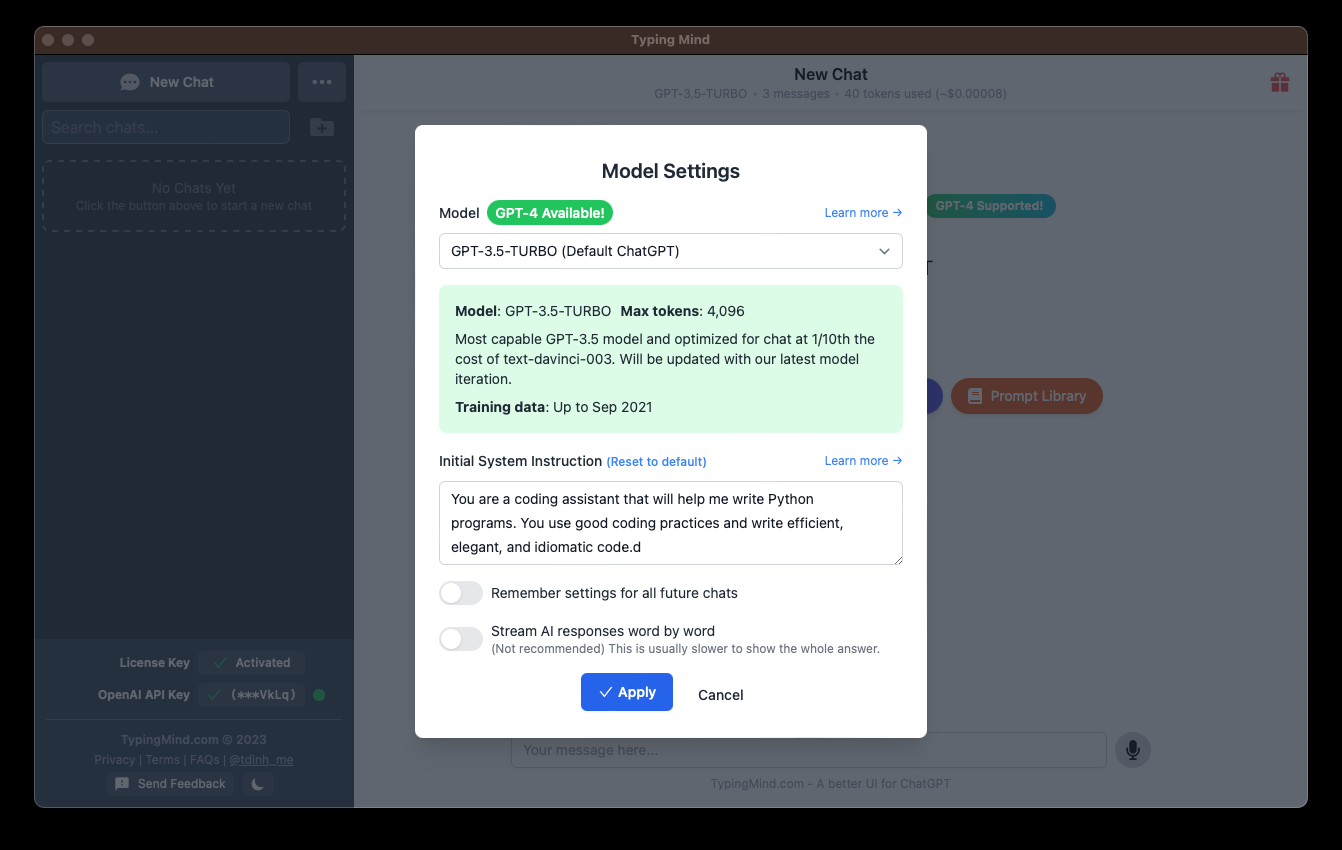 Typing Mind
New Chat
Search chats...
No Chats Yet
Click the button above to start a new chat
License Key Activated
OpenAI API Key (***VkLq)
TypingMind.com © 2023
Privacy | Terms | FAQs | @tdinh_me
Send Feedback
New Chat
GPT-3.5-TURBO • 3 messages • 40 tokens used (~$0.00008)
GPT-4 Supported!
Prompt Library
Model Settings
Model GPT-4 Available! Learn more →
GPT-3.5-TURBO (Default ChatGPT)
Model: GPT-3.5-TURBO Max tokens: 4,096
Most capable GPT-3.5 model and optimized for chat at 1/10th the
cost of text-davinci-003. Will be updated with our latest model
iteration.
Training data: Up to Sep 2021
Initial System Instruction (Reset to default) Learn more →
You are a coding assistant that will help me write Python
programs. You use good coding practices and write efficient,
elegant, and idiomatic code.d
Remember settings for all future chats
Stream AI responses word by word
(Not recommended) This is usually slower to show the whole answer.
Apply Cancel
Your message here...
TypingMind.com - A better UI for ChatGPT